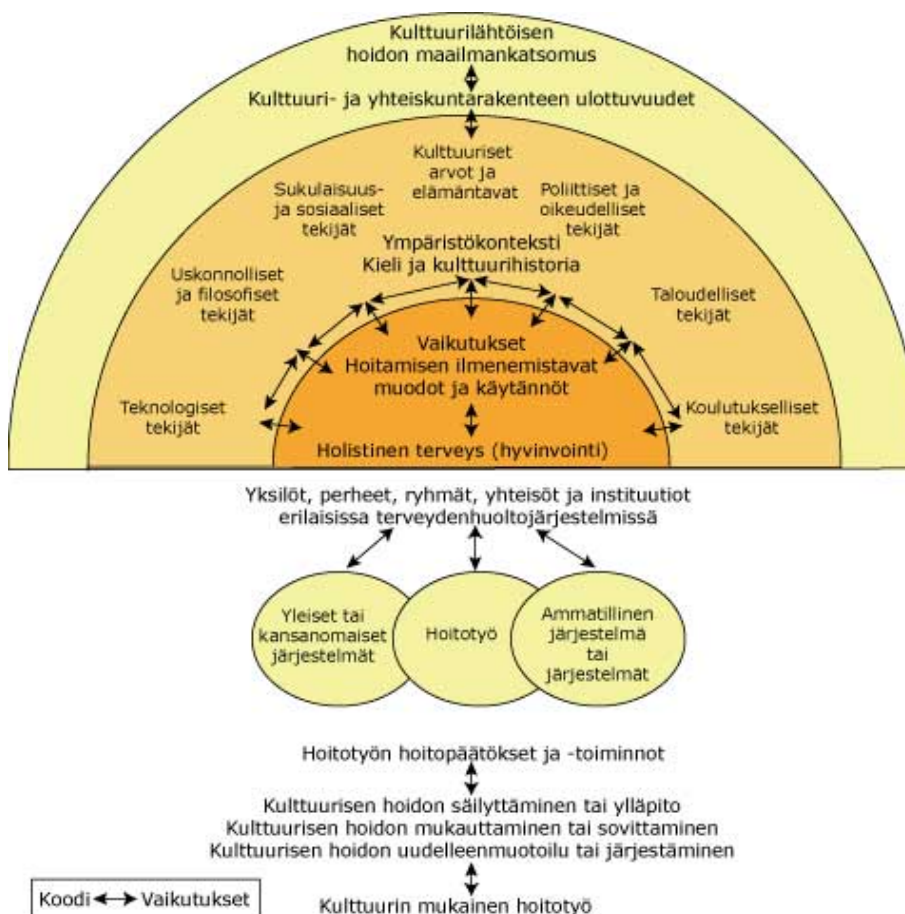 Kulttuurilähtöisen
hoidon maailmankatsomus
Kulttuuri- ja yhteiskuntarakenteen ulottuvuudet
Kulttuuriset
arvot ja
elämäntavat
Sukulaisuus-
ja sosiaaliset
tekijät
Poliittiset ja
oikeudelliset
tekijät
Ympäristökonteksti
Kieli ja kulttuurihistoria
Uskonnolliset
ja filosofiset
tekijät
Taloudelliset
tekijät
Vaikutukset
Hoitamisen ilmenemistavat
muodot ja käytännöt
Teknologiset
tekijät
Koulutukselliset
tekijät
Holistinen terveys (hyvinvointi)
Yksilöt, perheet, ryhmät, yhteisöt ja instituutiot
erilaisissa terveydenhuoltojärjestelmissä
Yleiset tai
kansanomaiset
järjestelmät
Hoitotyö
Ammatillinen
järjestelmä
tai
järjestelmät
Hoitotyön hoitopäätökset ja -toiminnot
Kulttuurisen hoidon säilyttäminen tai ylläpito
Kulttuurisen hoidon mukauttaminen tai sovittaminen
Kulttuurisen hoidon uudelleenmuotoilu tai järjestäminen
Koodi Vaikutukset
Kulttuurin mukainen hoitotyö